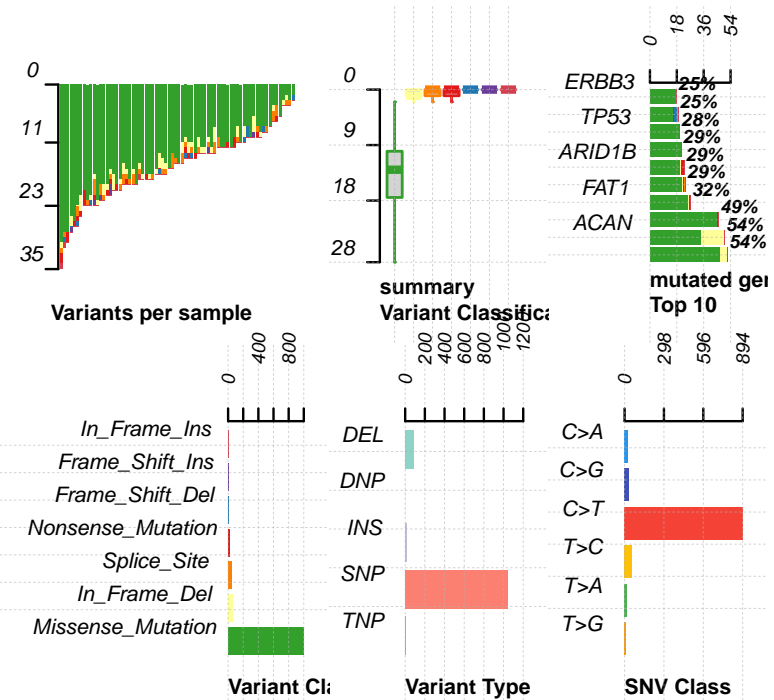 0
11
23
35
Variants per sample
0
9
18
28
summary
Variant Classifica
0
18
36
54
ERBB3
TP53
ARID1B
FAT1
ACAN
25%
25%
28%
29%
29%
29%
32%
49%
54%
54%
mutated ger
Top 10
0
400
800
In_Frame_Ins
Frame_Shift_Ins
Frame_Shift_Del
Nonsense_Mutation
Splice_Site
In_Frame_Del
Missense_Mutation
Variant Cla
0
200
400
600
800
1000
1200
DEL
DNP
INS
SNP
TNP
Variant Type
0
298
596
894
C>A
C>G
C>T
T>C
T>A
T>G
SNV Class